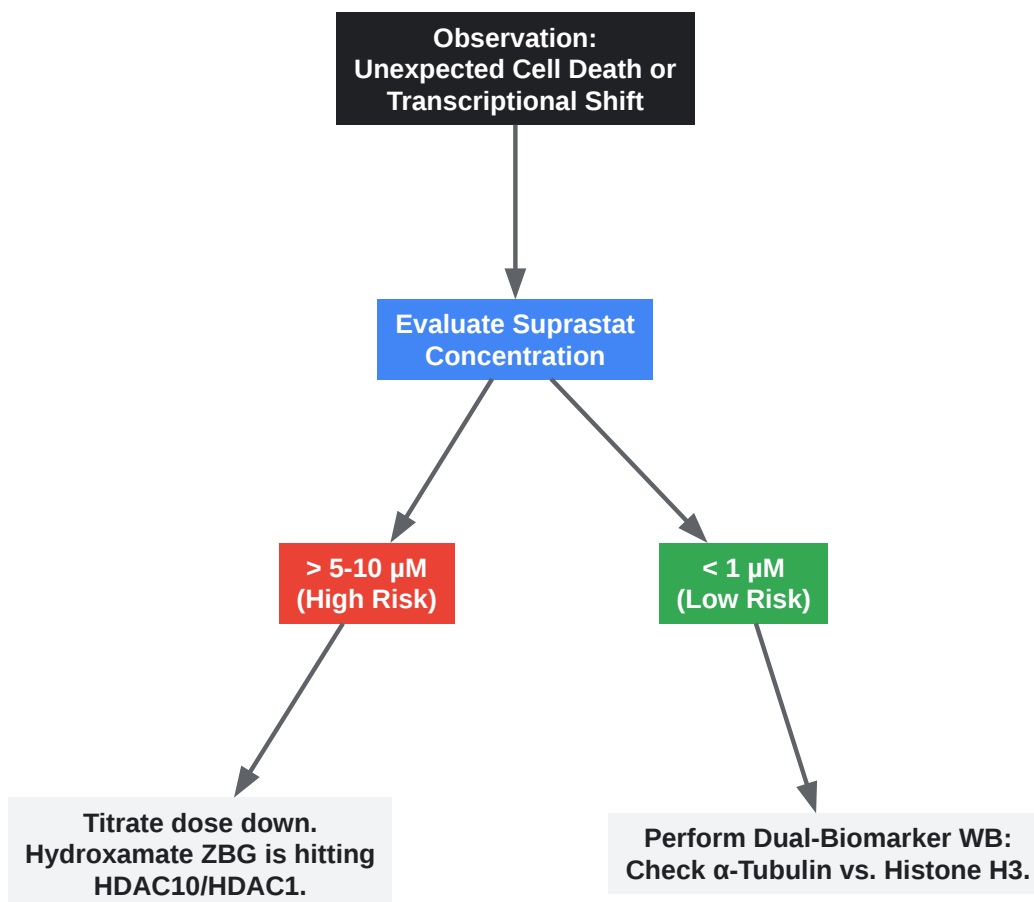 Observation:
Unexpected Cell Death or
Transcriptional Shift
Evaluate Suprastat
Concentration
> 5-10 µM
(High Risk)
< 1 µM
(Low Risk)
Titrate dose down.
Hydroxamate ZBG is hitting
HDAC10/HDAC1.
Perform Dual-Biomarker WB:
Check α-Tubulin vs. Histone H3.